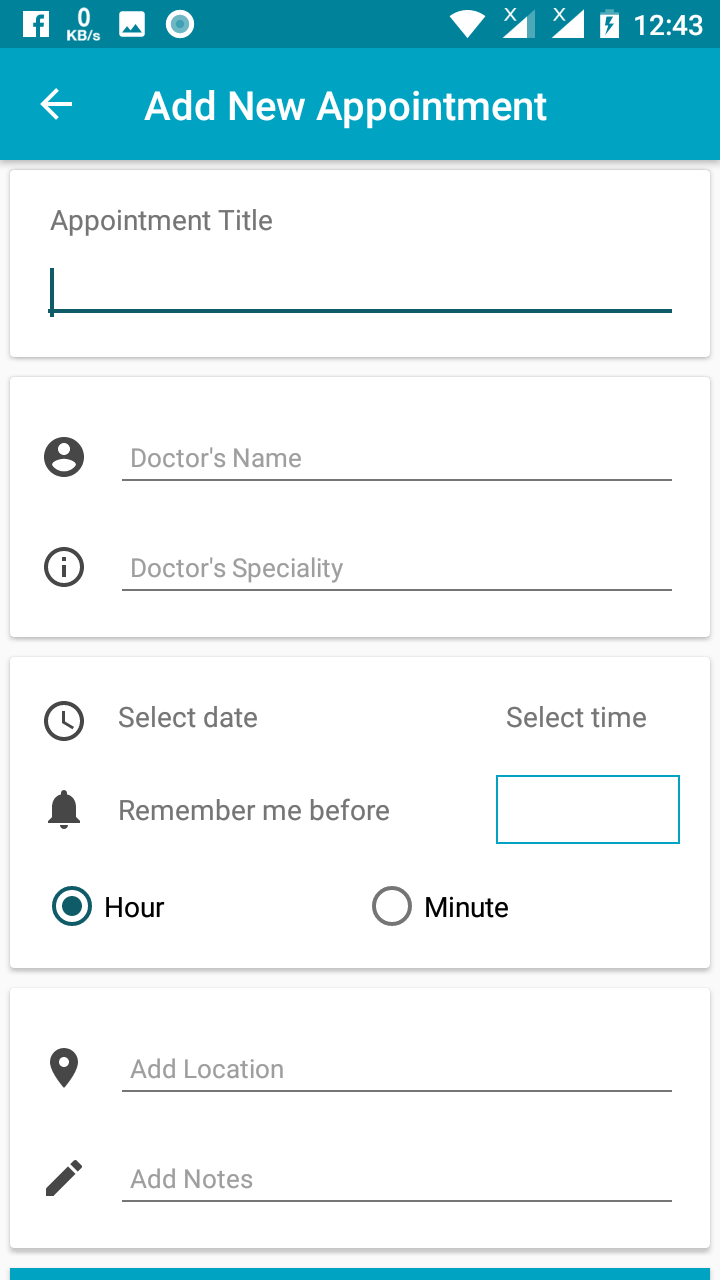 0
KB/s
12:43
Add New Appointment
Appointment Title
Doctor's Name
Doctor's Speciality
Select date Select time
Remember me before
Hour Minute
Add Location
Add Notes